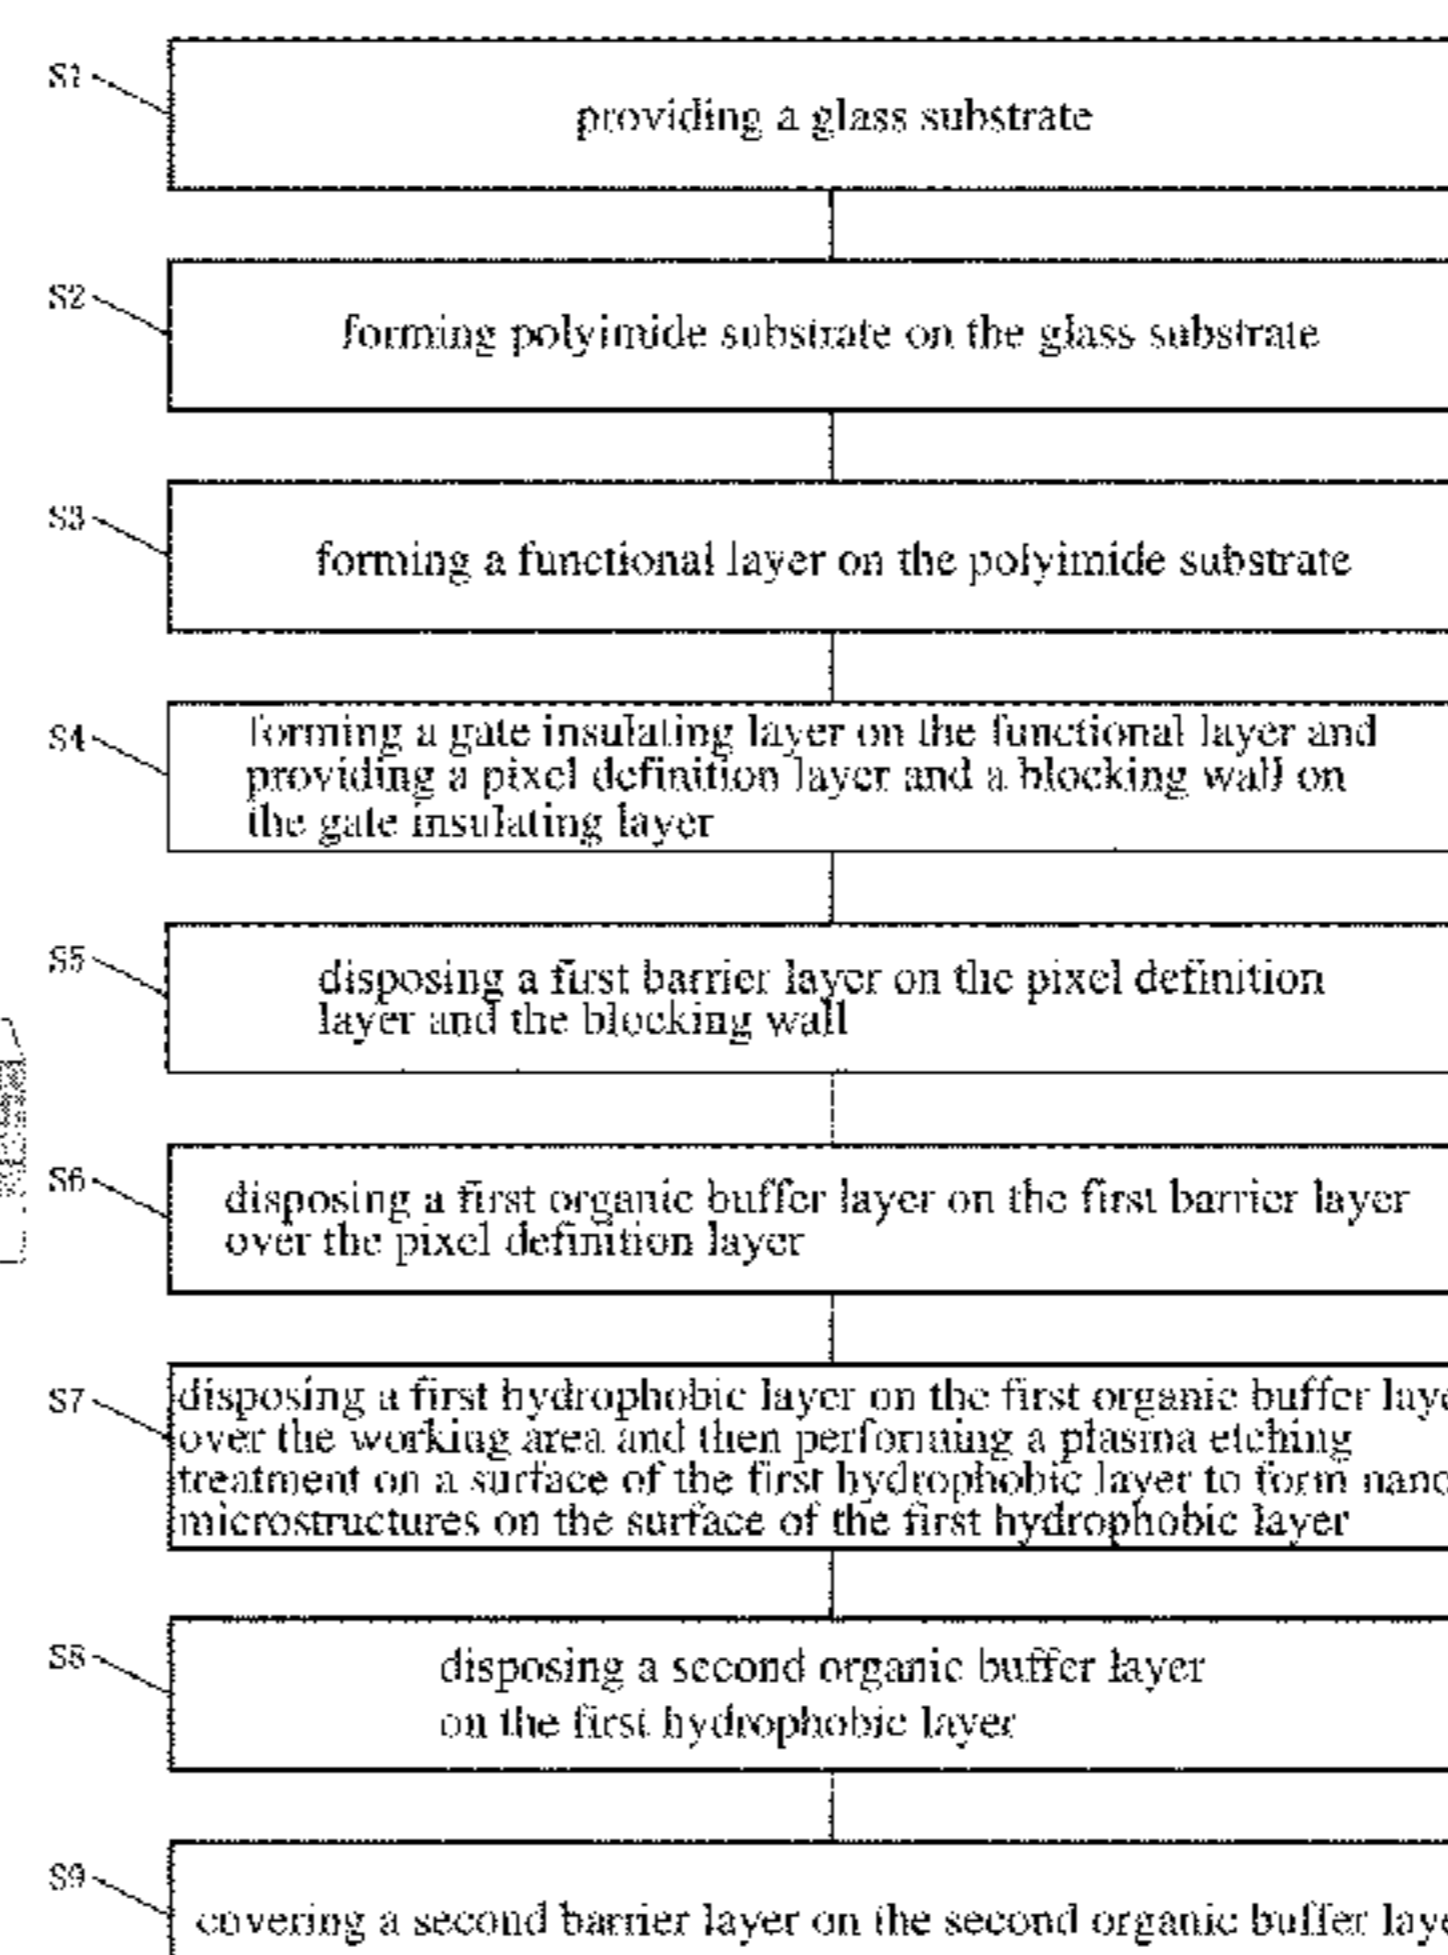 S1
providing a glass substrate
S2
forming polyimide substrate on the glass substrate
S3
forming a functional layer on the polyimide substrate
S4
forming a gate insulating layer on the functional layer and
providing a pixel definition layer and a blocking wall on
the gate insulating layer
S5
disposing a first barrier layer on the pixel definition
layer and the blocking wall
S6
disposing a first organic buffer layer on the first barrier layer
over the pixel definition layer
S7
disposing a first hydrophobic layer on the first organic buffer laye
over the working area and then performing a plasma etching
treatment on a surface of the first hydrophobic layer to form nano
microstructures on the surface of the first hydrophobic layer
S8
disposing a second organic buffer layer
on the first hydrophobic layer
S9
covering a second barrier layer on the second organic buffer laye